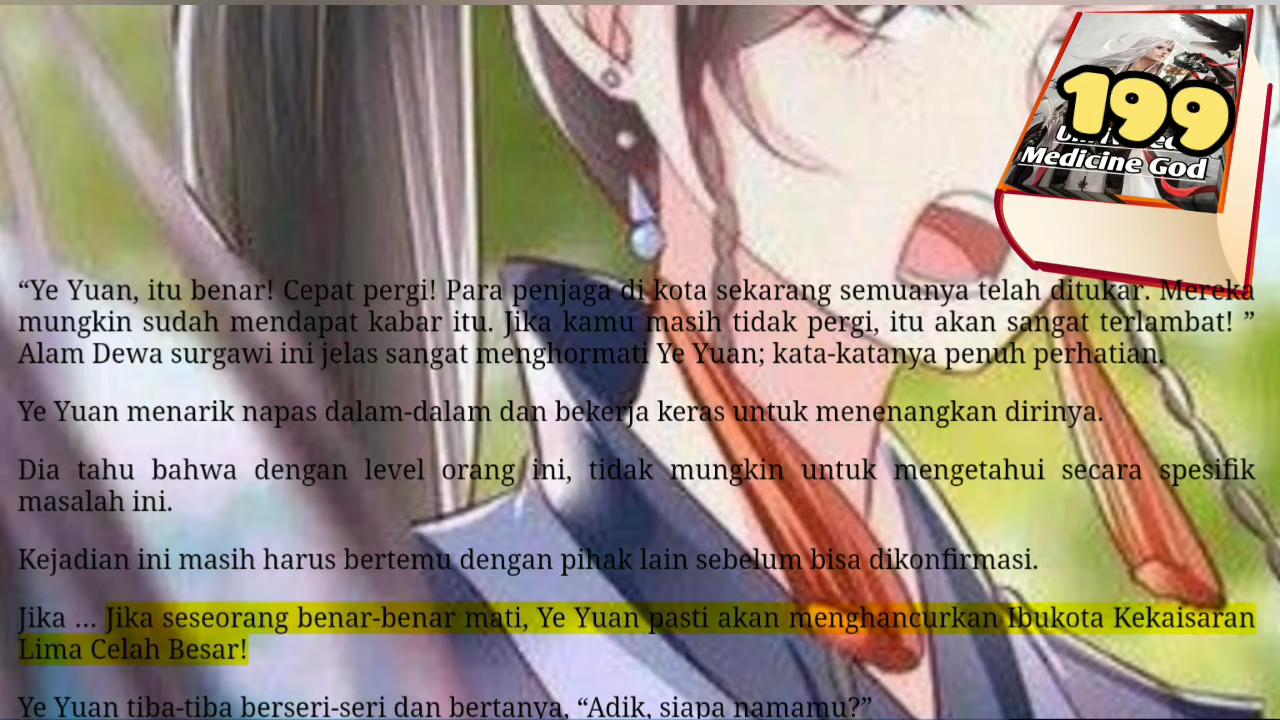 199
Medicine God
“Ye Yuan, itu benar! Cepat pergi! Para penjaga di kota sekarang semuanya telah ditukar. Mereka
mungkin sudah mendapat kabar itu. Jika kamu masih tidak pergi, itu akan sangat terlambat! ”
Alam Dewa surgawi ini jelas sangat menghormati Ye Yuan; kata-katanya penuh perhatian.
Ye Yuan menarik napas dalam-dalam dan bekerja keras untuk menenangkan dirinya.
Dia tahu bahwa dengan level orang ini, tidak mungkin untuk mengetahui secara spesifik
masalah ini.
Kejadian ini masih harus bertemu dengan pihak lain sebelum bisa dikonfirmasi.
Jika ... Jika seseorang benar-benar mati, Ye Yuan pasti akan menghancurkan Ibukota Kekaisaran
Lima Celah Besar!
Ye Yuan tiba-tiba berseri-seri dan bertanya, “Adik, siapa namamu?”